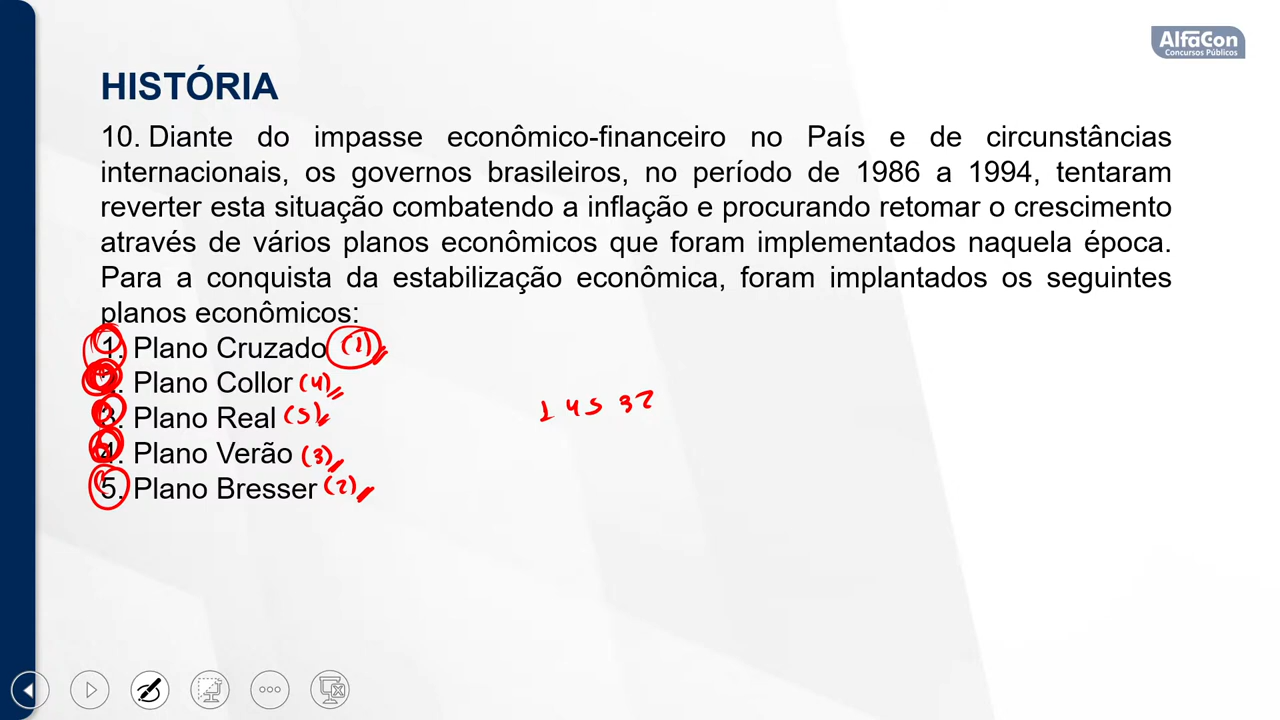 AlfaCon
Concursos Públicos
HISTÓRIA
10. Diante do impasse econômico-financeiro no País e de circunstâncias
internacionais, os governos brasileiros, no período de 1986 a 1994, tentaram
reverter esta situação combatendo a inflação e procurando retomar o crescimento
através de vários planos econômicos que foram implementados naquela época.
Para a conquista da estabilização econômica, foram implantados os seguintes
planos econômicos:
1. Plano Cruzado (1)
2. Plano Collor (4)
3. Plano Real (5)
1 4 5 3 2
4. Plano Verão (3)
5. Plano Bresser (2)